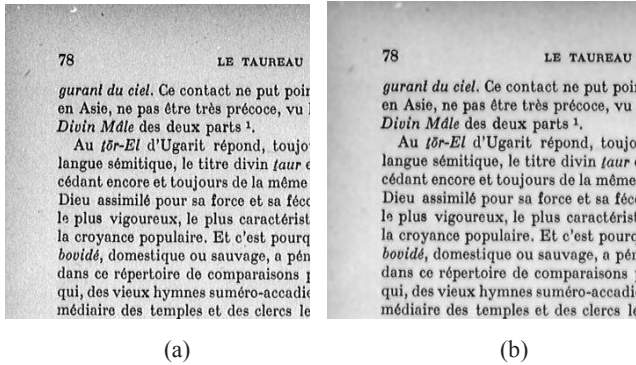 78 LE TAUREAU
gurant du ciel. Ce contact ne put poin
en Asie, ne pas être très précoce, vu l
Divin Mâle des deux parts ¹.
Au ṭōr-El d'Ugarit répond, toujo
langue sémitique, le titre divin ṭaur e
cédant encore et toujours de la même
Dieu assimilé pour sa force et sa féco
le plus vigoureux, le plus caractérist
la croyance populaire. Et c'est pourq
bovidé, domestique ou sauvage, a pén
dans ce répertoire de comparaisons p
qui, des vieux hymnes suméro-accadie
médiaire des temples et des clercs le
(a)
78 LE TAUREAU
gurant du ciel. Ce contact ne put poin
en Asie, ne pas être très précoce, vu
Divin Mâle des deux parts ¹.
Au ṭōr-El d'Ugarit répond, toujo
langue sémitique, le titre divin ṭaur e
cédant encore et toujours de la même
Dieu assimilé pour sa force et sa féco
le plus vigoureux, le plus caractérist
la croyance populaire. Et c'est pourq
bovidé, domestique ou sauvage, a pén
dans ce répertoire de comparaisons p
qui, des vieux hymnes suméro-accadie
médiaire des temples et des clercs le
(b)